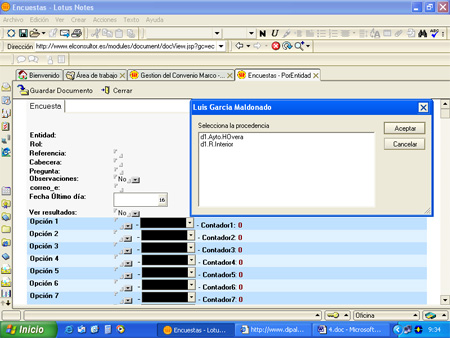 Encuestas - Lotus Notes
Archivo Edición Ver Crear Acciones Texto Ayuda
Dirección http://www.elconsultor.es/modules/document/docView.jsp?gc=ec
Bienvenido Área de trabajo Gestion del Convenio Marco - Encuestas - PorEntidad
Guardar Documento Cerrar
Encuesta
Luis Garcia Maldonado
Selecciona la procedencia
d1.Ayto.HOvera
d1.R.Interior
Aceptar
Cancelar
Entidad:
Rol:
Referencia:
Cabecera:
Pregunta:
Observaciones: No
correo_e:
Fecha Último día: 16
Ver resultados: No
Opción 1 - - Contador1: 0
Opción 2 - - Contador2: 0
Opción 3 - - Contador3: 0
Opción 4 - - Contador4: 0
Opción 5 - - Contador5: 0
Opción 6 - - Contador6: 0
Opción 7 - - Contador7: 0
Oficina
Inicio Encuestas - Lotu... http://www.dipal... 4.doc - Microsoft... 9:34